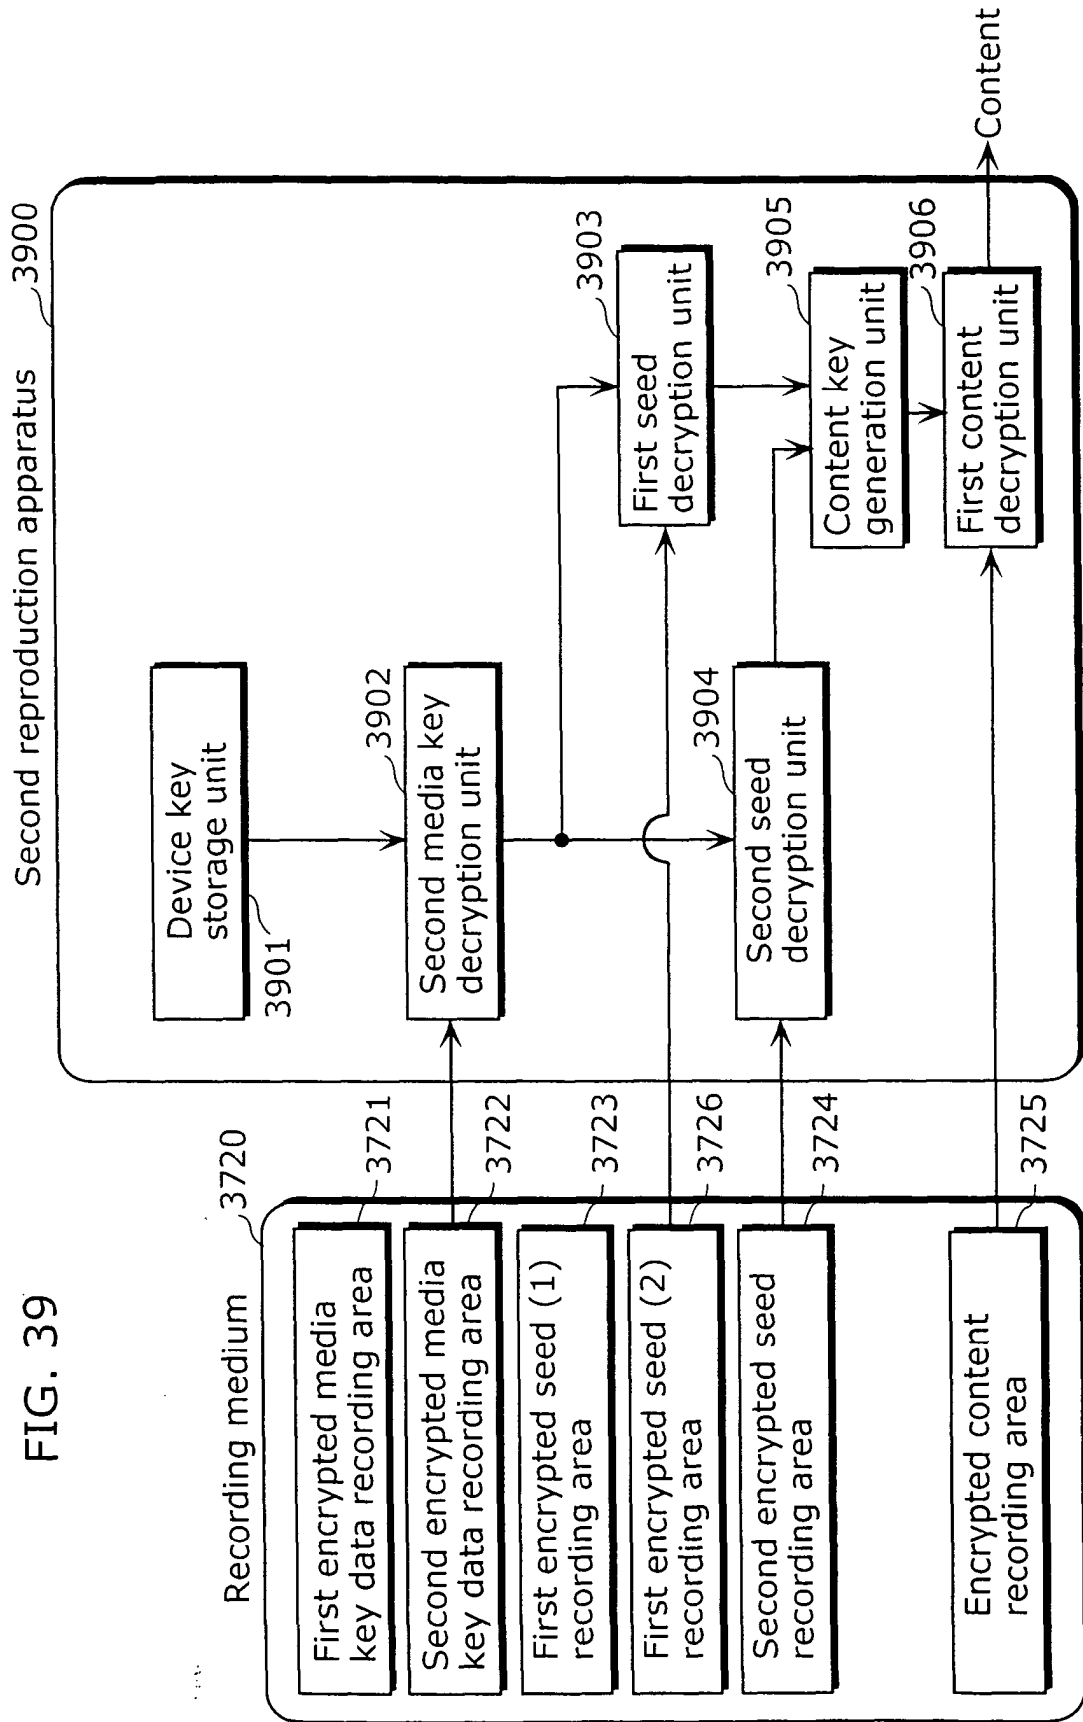 FIG. 39
Recording medium
3720
First encrypted media
key data recording area
3721
Second encrypted media
key data recording area
3722
First encrypted seed (1)
recording area
3723
First encrypted seed (2)
recording area
3726
Second encrypted seed
recording area
3724
Encrypted content
recording area
3725
Second reproduction apparatus
3900
Device key
storage unit
3901
Second media key
decryption unit
3902
First seed
decryption unit
3903
Second seed
decryption unit
3904
Content key
generation unit
3905
First content
decryption unit
3906
Content